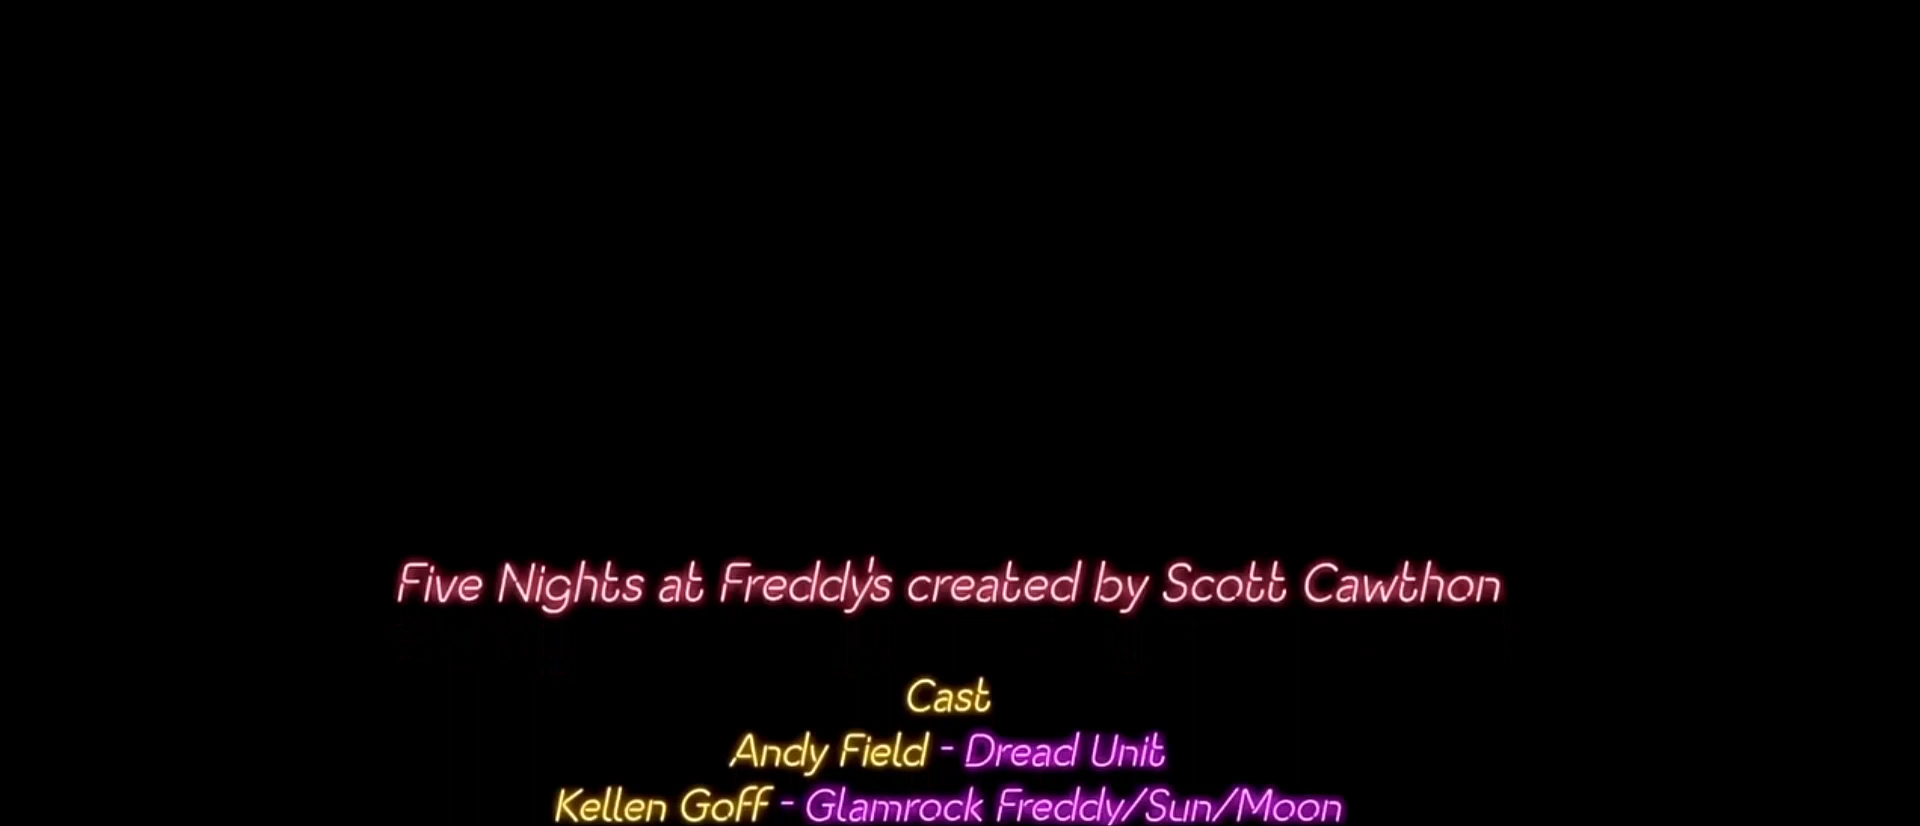 Five Nights at Freddy's created by Scott Cawthon
Cast
Andy Field - Dread Unit
Kellen Goff - Glamrock Freddy/Sun/Moon